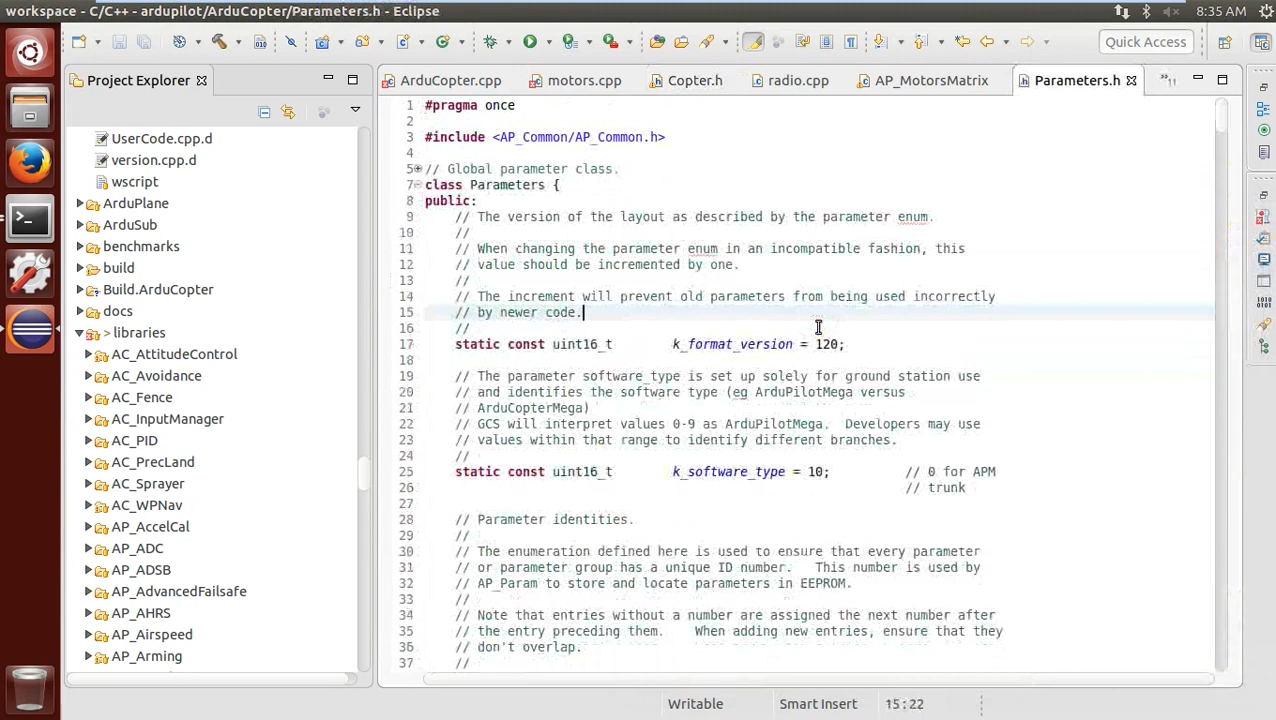 workspace - C/C++ - ardupilot/ArduCopter/Parameters.h - Eclipse
8:35 AM
Quick Access
Project Explorer
UserCode.cpp.d
version.cpp.d
wscript
ArduPlane
ArduSub
benchmarks
build
Build.ArduCopter
docs
> libraries
AC_AttitudeControl
AC_Avoidance
AC_Fence
AC_InputManager
AC_PID
AC_PrecLand
AC_Sprayer
AC_WPNav
AP_AccelCal
AP_ADC
AP_ADSB
AP_AdvancedFailsafe
AP_AHRS
AP_Airspeed
AP_Arming
ArduCopter.cpp
motors.cpp
Copter.h
radio.cpp
AP_MotorsMatrix
Parameters.h
»11
1 #pragma once
2
3 #include <AP_Common/AP_Common.h>
4
5 // Global parameter class.
7 class Parameters {
8 public:
9 // The version of the layout as described by the parameter enum.
10 //
11 // When changing the parameter enum in an incompatible fashion, this
12 // value should be incremented by one.
13 //
14 // The increment will prevent old parameters from being used incorrectly
15 // by newer code.
16 //
17 static const uint16_t k_format_version = 120;
18
19 // The parameter software_type is set up solely for ground station use
20 // and identifies the software type (eg ArduPilotMega versus
21 // ArduCopterMega)
22 // GCS will interpret values 0-9 as ArduPilotMega. Developers may use
23 // values within that range to identify different branches.
24 //
25 static const uint16_t k_software_type = 10; // 0 for APM
26 // trunk
27
28 // Parameter identities.
29 //
30 // The enumeration defined here is used to ensure that every parameter
31 // or parameter group has a unique ID number. This number is used by
32 // AP_Param to store and locate parameters in EEPROM.
33 //
34 // Note that entries without a number are assigned the next number after
35 // the entry preceding them. When adding new entries, ensure that they
36 // don't overlap.
37 //
Writable
Smart Insert
15:22